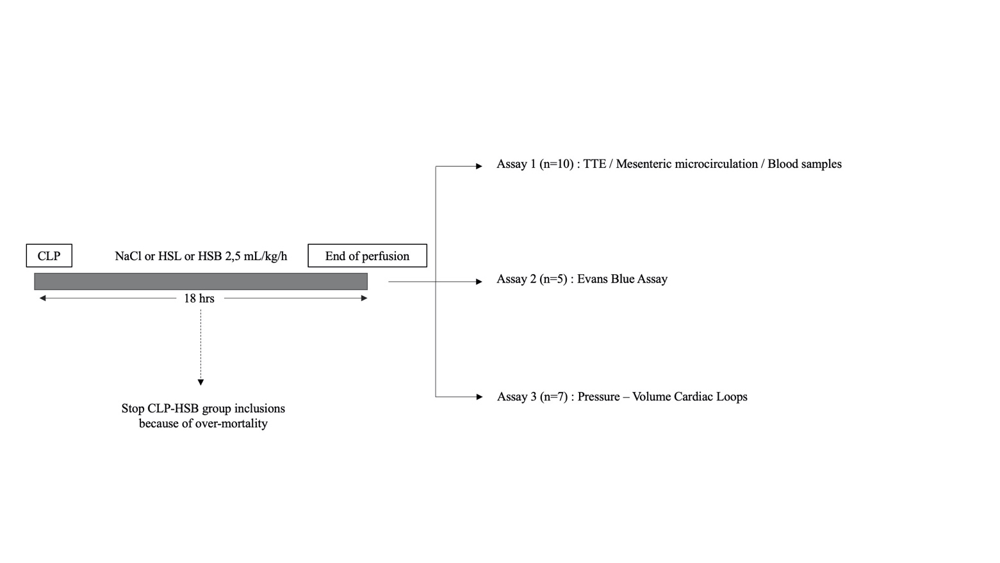 Assay 1 (n=10) : TTE / Mesenteric microcirculation / Blood samples
CLP
NaCl or HSL or HSB 2,5 mL/kg/h
End of perfusion
Assay 2 (n=5) : Evans Blue Assay
18 hrs
Assay 3 (n=7) : Pressure – Volume Cardiac Loops
Stop CLP-HSB group inclusions
because of over-mortality